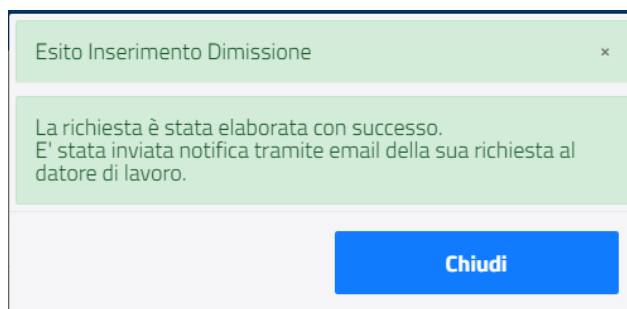 Esito Inserimento Dimissione ×
La richiesta è stata elaborata con successo.
E' stata inviata notifica tramite email della sua richiesta al
datore di lavoro.
Chiudi